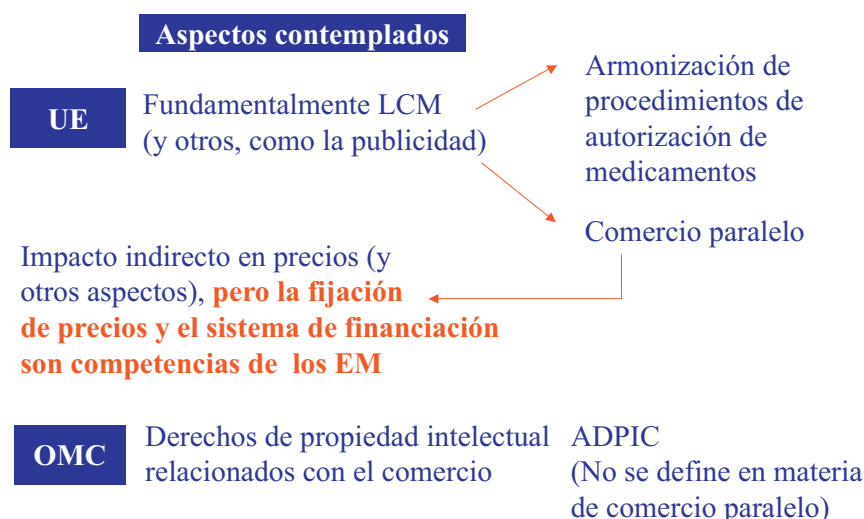 Aspectos contemplados
UE
Fundamentalmente LCM
(y otros, como la publicidad)
Armonización de
procedimientos de
autorización de
medicamentos
Comercio paralelo
Impacto indirecto en precios (y
otros aspectos), pero la fijación
de precios y el sistema de financiación
son competencias de los EM
OMC
Derechos de propiedad intelectual
relacionados con el comercio
ADPIC
(No se define en materia
de comercio paralelo)